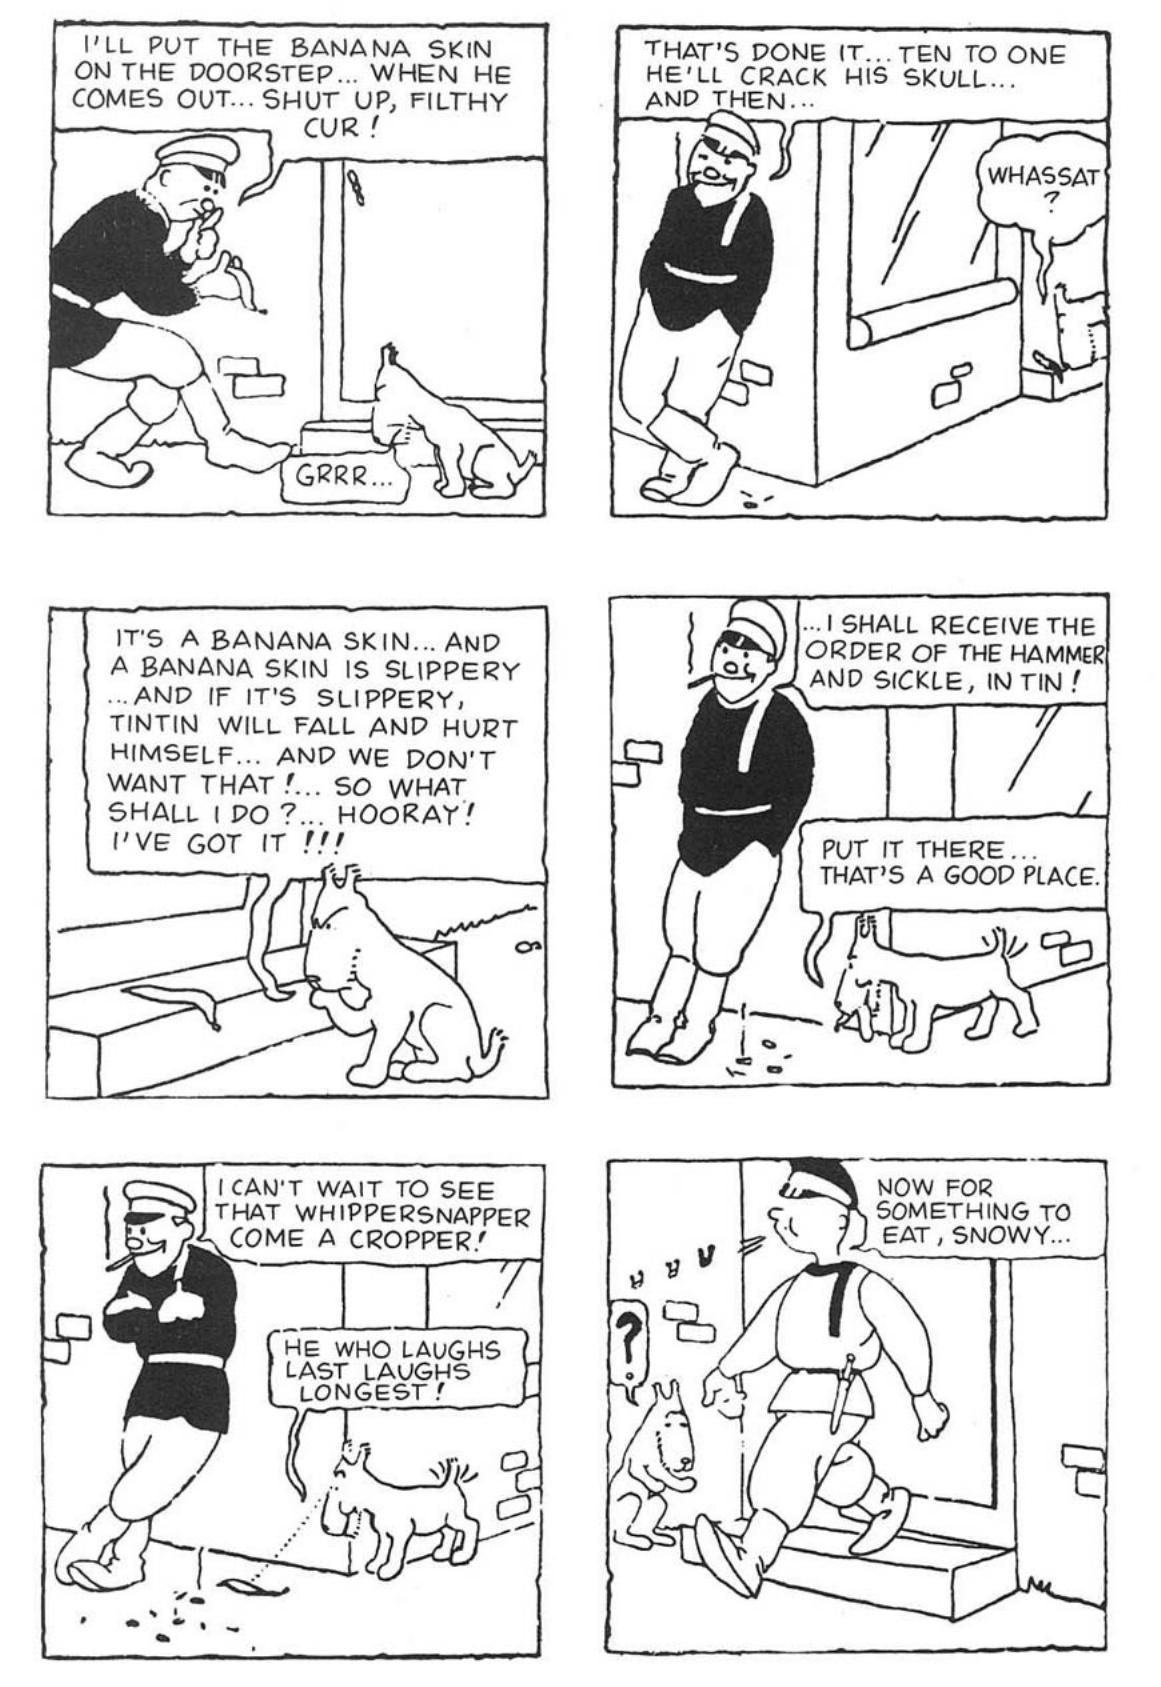 I'LL PUT THE BANANA SKIN
ON THE DOORSTEP... WHEN HE
COMES OUT... SHUT UP, FILTHY
CUR!
GRRR...
THAT'S DONE IT... TEN TO ONE
HE'LL CRACK HIS SKULL...
AND THEN...
WHASSAT
?
IT'S A BANANA SKIN... AND
A BANANA SKIN IS SLIPPERY
...AND IF IT'S SLIPPERY,
TINTIN WILL FALL AND HURT
HIMSELF... AND WE DON'T
WANT THAT!... SO WHAT
SHALL I DO?... HOORAY!
I'VE GOT IT!!!
...I SHALL RECEIVE THE
ORDER OF THE HAMMER
AND SICKLE, IN TIN!
PUT IT THERE...
THAT'S A GOOD PLACE.
I CAN'T WAIT TO SEE
THAT WHIPPERSNAPPER
COME A CROPPER!
HE WHO LAUGHS
LAST LAUGHS
LONGEST!
NOW FOR
SOMETHING TO
EAT, SNOWY...
?